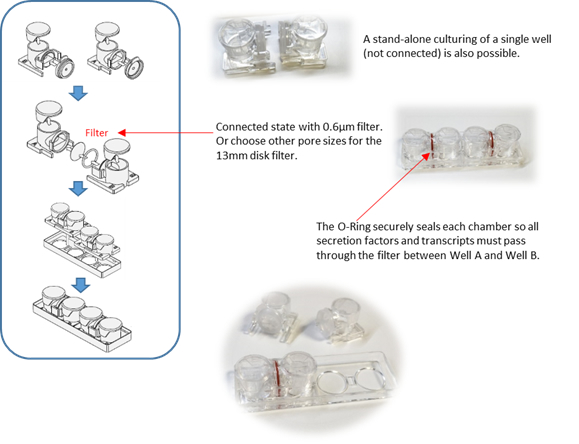 A stand-alone culturing of a single well
(not connected) is also possible.
Filter
Connected state with 0.6µm filter.
Or choose other pore sizes for the
13mm disk filter.
The O-Ring securely seals each chamber so all
secretion factors and transcripts must pass
through the filter between Well A and Well B.